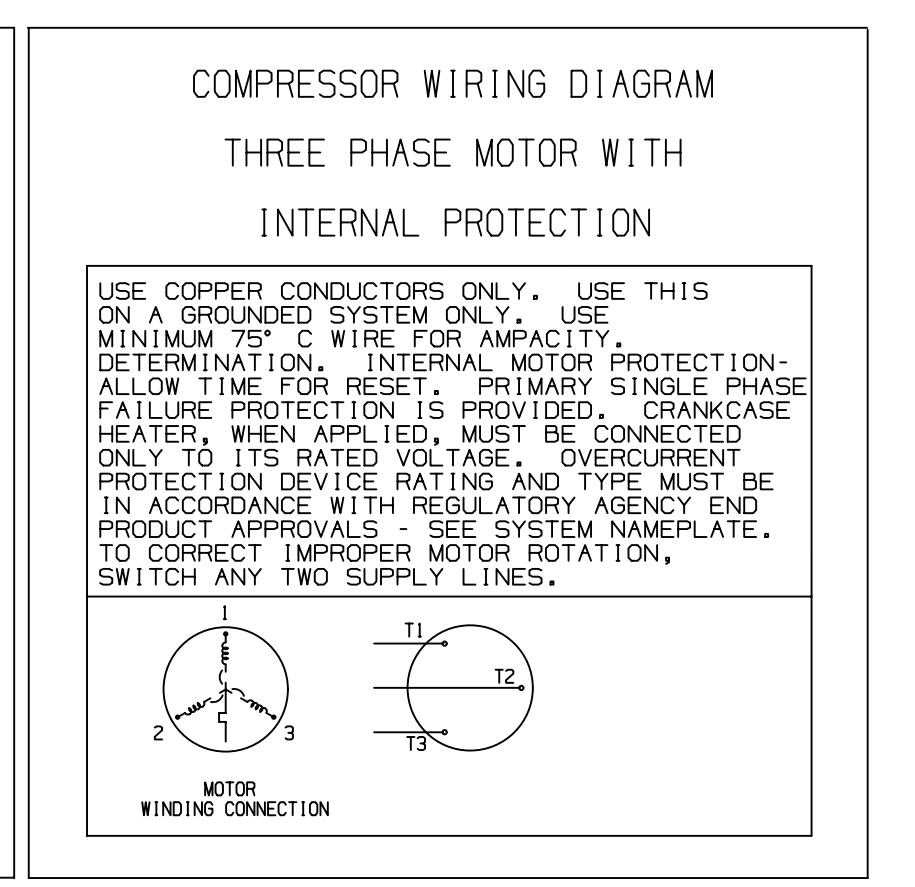 COMPRESSOR WIRING DIAGRAM
THREE PHASE MOTOR WITH
INTERNAL PROTECTION
USE COPPER CONDUCTORS ONLY. USE THIS
ON A GROUNDED SYSTEM ONLY. USE
MINIMUM 75° C WIRE FOR AMPACITY.
DETERMINATION. INTERNAL MOTOR PROTECTION-
ALLOW TIME FOR RESET. PRIMARY SINGLE PHASE
FAILURE PROTECTION IS PROVIDED. CRANKCASE
HEATER, WHEN APPLIED, MUST BE CONNECTED
ONLY TO ITS RATED VOLTAGE. OVERCURRENT
PROTECTION DEVICE RATING AND TYPE MUST BE
IN ACCORDANCE WITH REGULATORY AGENCY END
PRODUCT APPROVALS - SEE SYSTEM NAMEPLATE.
TO CORRECT IMPROPER MOTOR ROTATION,
SWITCH ANY TWO SUPPLY LINES.
1
2
3
MOTOR
WINDING CONNECTION
T1
T2
T3